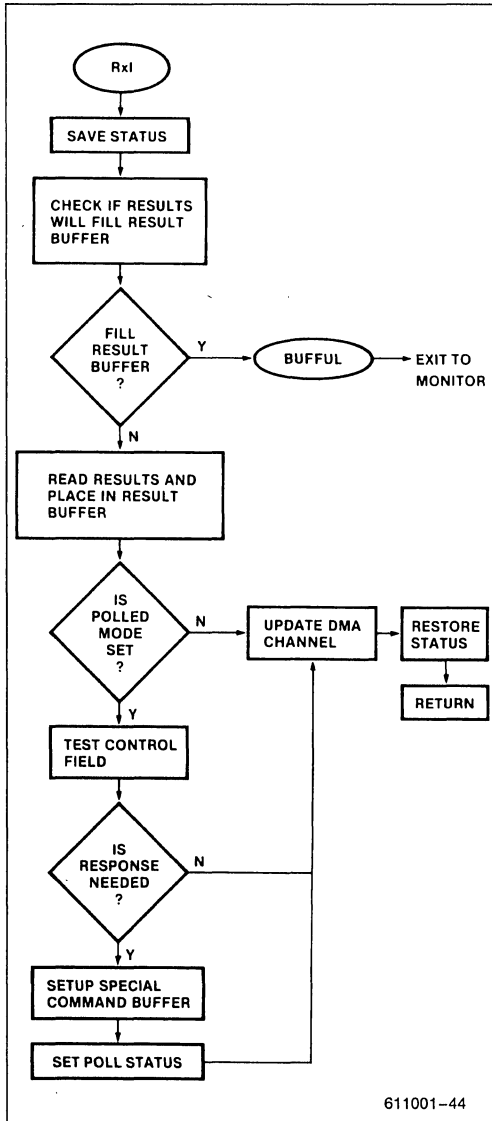 RxI
SAVE STATUS
CHECK IF RESULTS
WILL FILL RESULT
BUFFER
FILL
RESULT
BUFFER
?
Y
BUFFUL
EXIT TO
MONITOR
N
READ RESULTS AND
PLACE IN RESULT
BUFFER
IS
POLLED
MODE
SET
?
N
UPDATE DMA
CHANNEL
RESTORE
STATUS
RETURN
Y
TEST CONTROL
FIELD
IS
RESPONSE
NEEDED
?
N
Y
SETUP SPECIAL
COMMAND BUFFER
SET POLL STATUS
611001–44